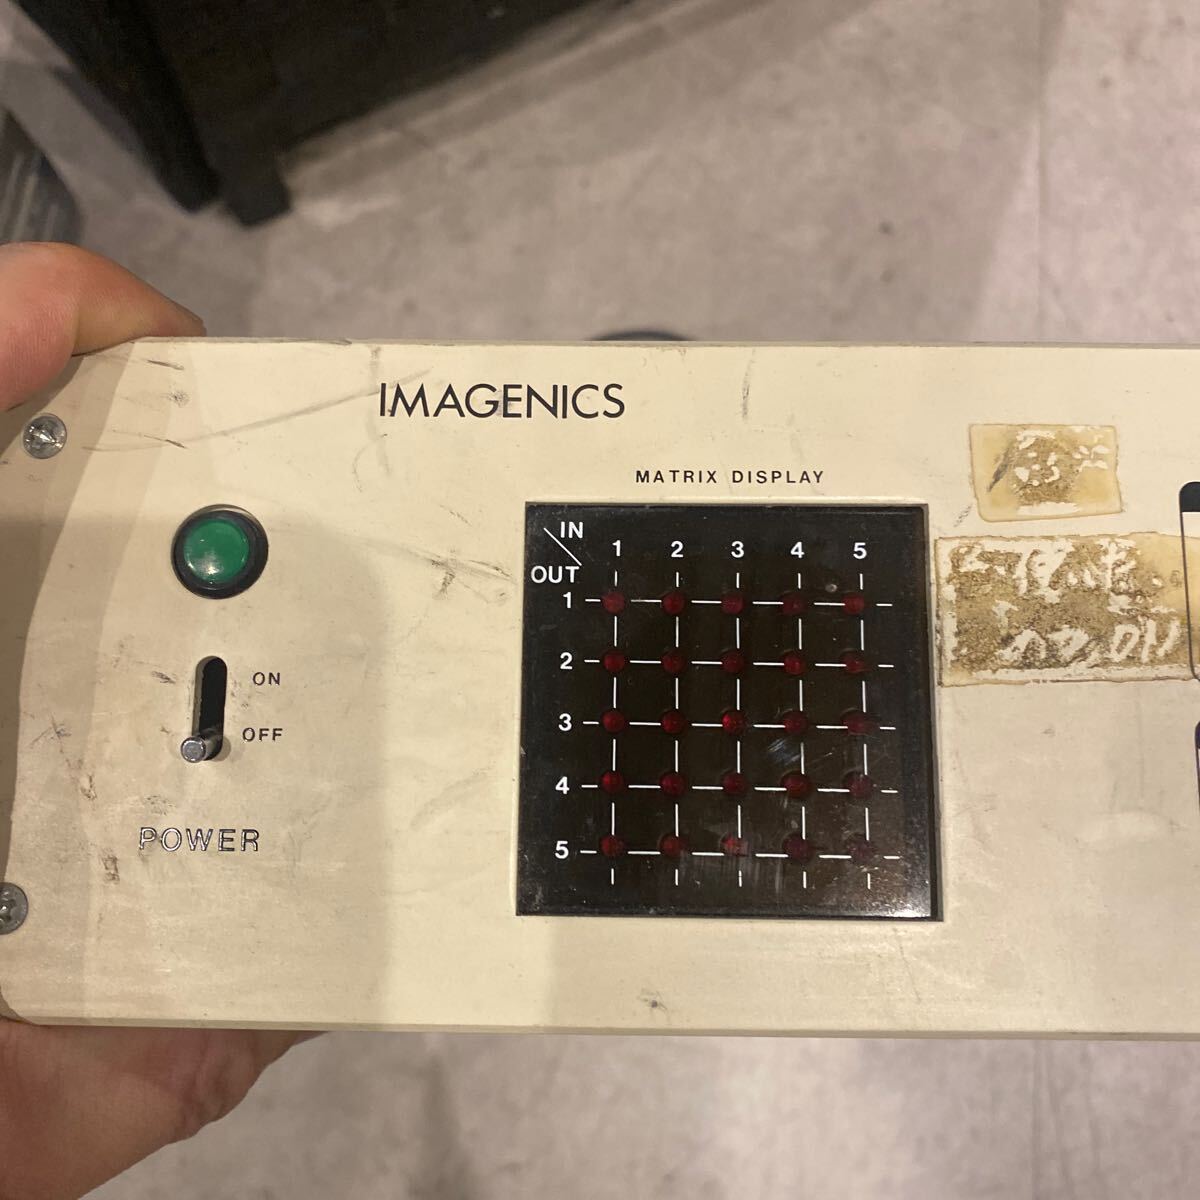 IMAGENICS
MATRIX DISPLAY
IN
OUT
1 2 3 4 5
1
2
3
4
5
ON
OFF
POWER